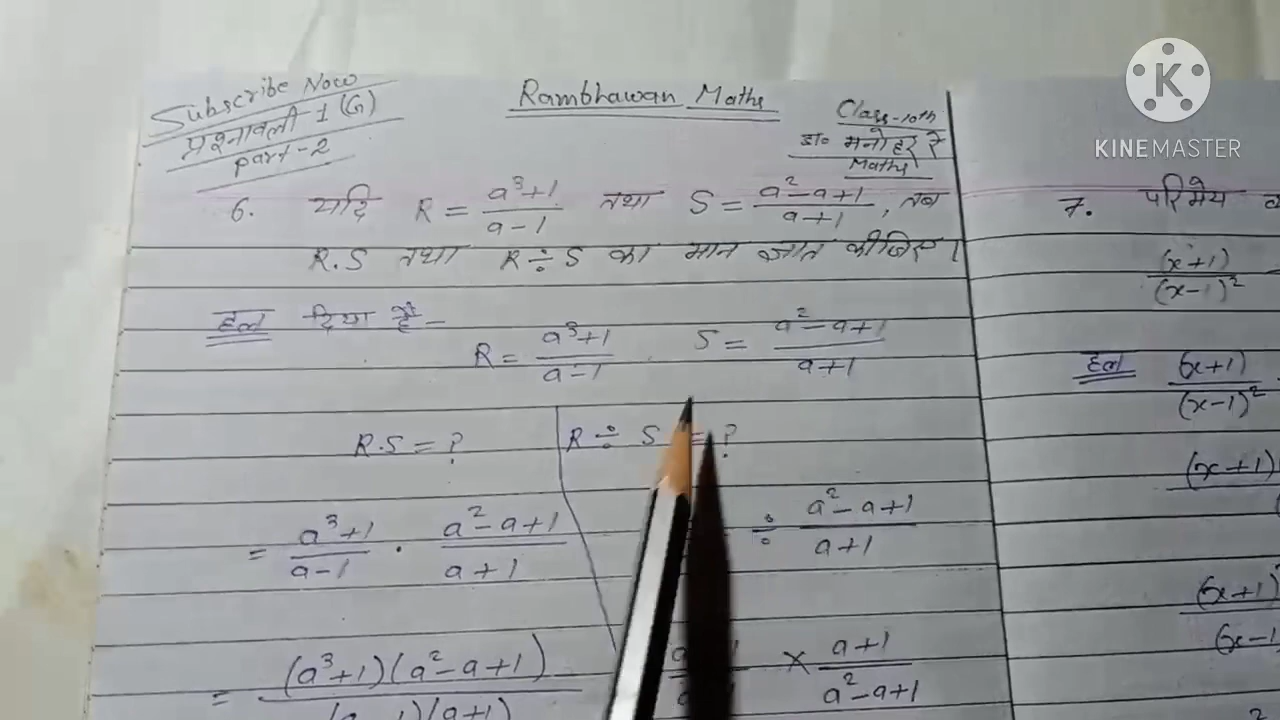 Subscribe Now
प्रश्नावली 1 (G)
part-2
Rambhawan Maths
Class-10th
डा० मनोहर रे
Maths
K
KINEMASTER
6. यदि R = (a³+1)/(a-1) तथा S = (a²-a+1)/(a+1), तब
R.S तथा R÷S का मान ज्ञात कीजिए।
हल दिया है-
R = (a³+1)/(a-1) S = (a²-a+1)/(a+1)
R.S = ?
= (a³+1)/(a-1) · (a²-a+1)/(a+1)
= (a³+1)(a²-a+1)/(a-1)(a+1)
R ÷ S = ?
÷ (a²-a+1)/(a+1)
× (a+1)/(a²-a+1)
7. परिमेय
(x+1)/(x-1)²
हल (x+1)/(x-1)²
(x+1)
(x+1)
(x-1